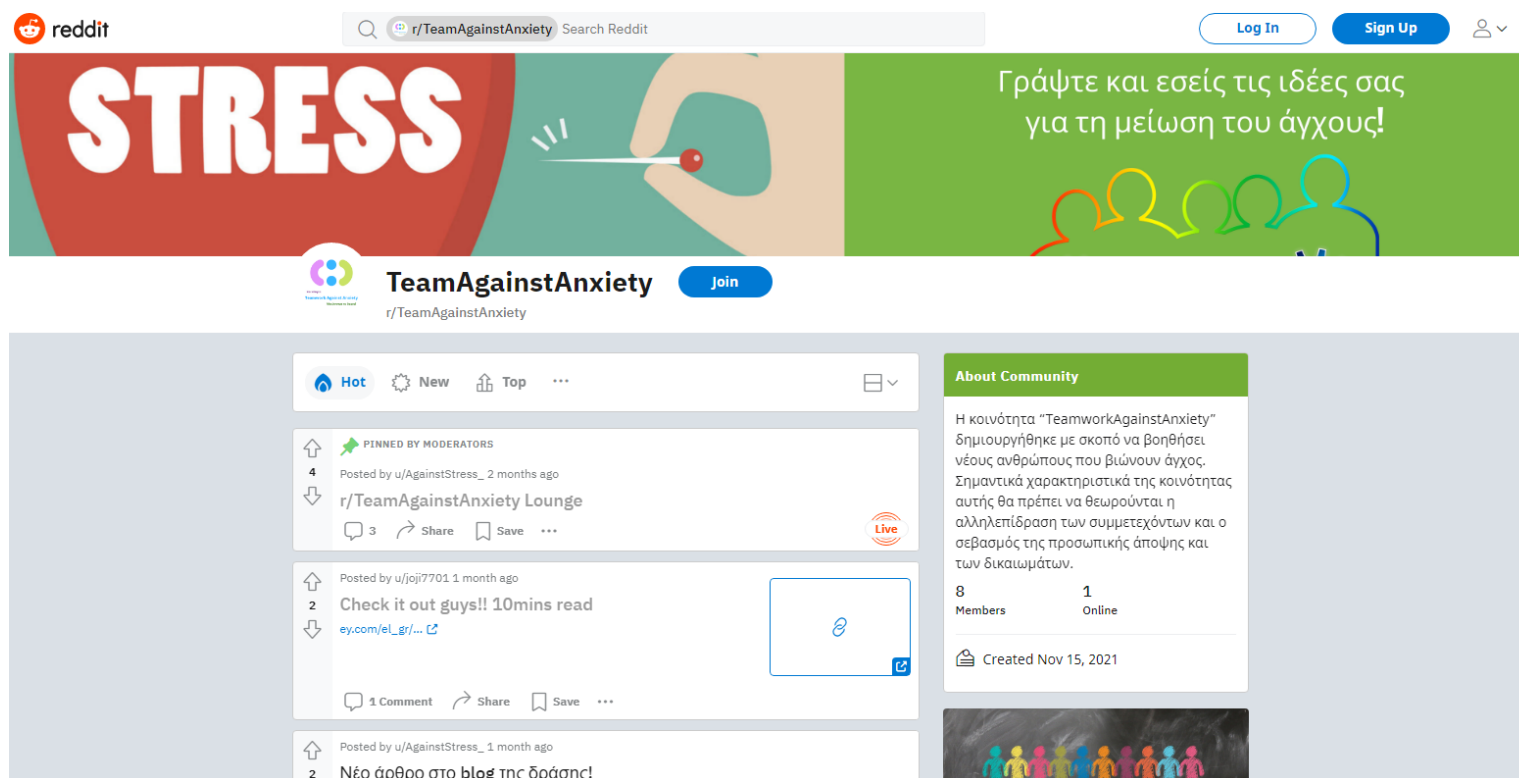 reddit
r/TeamAgainstAnxiety Search Reddit
Log In
Sign Up
STRESS
Γράψτε και εσείς τις ιδέες σας
για τη μείωση του άγχους!
TeamAgainstAnxiety
Join
r/TeamAgainstAnxiety
Hot
New
Top
PINNED BY MODERATORS
4
Posted by u/AgainstStress_ 2 months ago
r/TeamAgainstAnxiety Lounge
3
Share
Save
Live
Posted by u/joji7701 1 month ago
2
Check it out guys!! 10mins read
ey.com/el_gr/...
1 Comment
Share
Save
Posted by u/AgainstStress_ 1 month ago
2
Νέο άρθρο στο blog της δράσης!
About Community
Η κοινότητα “TeamworkAgainstAnxiety”
δημιουργήθηκε με σκοπό να βοηθήσει
νέους ανθρώπους που βιώνουν άγχος.
Σημαντικά χαρακτηριστικά της κοινότητας
αυτής θα πρέπει να θεωρούνται η
αλληλεπίδραση των συμμετεχόντων και ο
σεβασμός της προσωπικής άποψης και
των δικαιωμάτων.
8
Members
1
Online
Created Nov 15, 2021